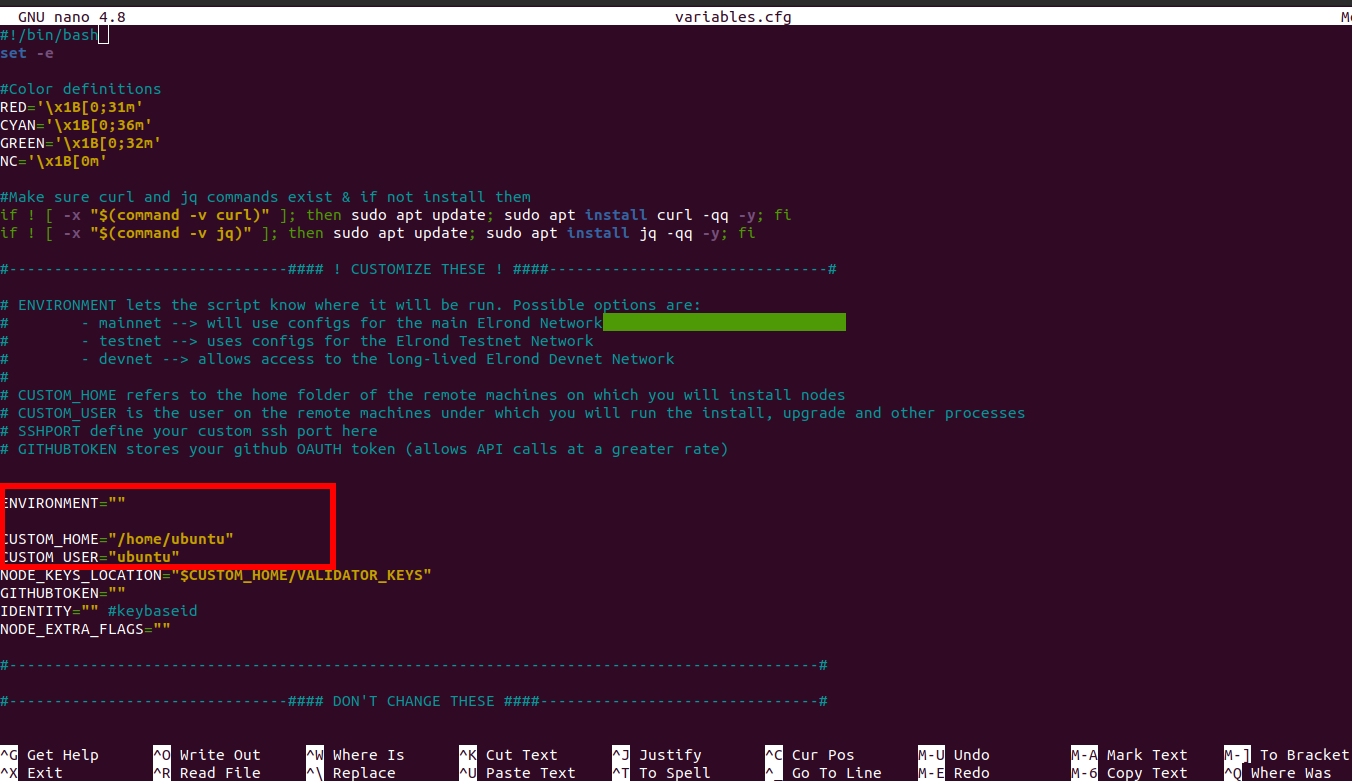 GNU nano 4.8 variables.cfg
#!/bin/bash
set -e
#Color definitions
RED='\x1B[0;31m'
CYAN='\x1B[0;36m'
GREEN='\x1B[0;32m'
NC='\x1B[0m'
#Make sure curl and jq commands exist & if not install them
if ! [ -x "$(command -v curl)" ]; then sudo apt update; sudo apt install curl -qq -y; fi
if ! [ -x "$(command -v jq)" ]; then sudo apt update; sudo apt install jq -qq -y; fi
#-------------------------------#### ! CUSTOMIZE THESE ! ####-------------------------------#
# ENVIRONMENT lets the script know where it will be run. Possible options are:
#        - mainnet --> will use configs for the main Elrond Network
#        - testnet --> uses configs for the Elrond Testnet Network
#        - devnet --> allows access to the long-lived Elrond Devnet Network
#
# CUSTOM_HOME refers to the home folder of the remote machines on which you will install nodes
# CUSTOM_USER is the user on the remote machines under which you will run the install, upgrade and other processes
# SSHPORT define your custom ssh port here
# GITHUBTOKEN stores your github OAUTH token (allows API calls at a greater rate)
ENVIRONMENT=""
CUSTOM_HOME="/home/ubuntu"
CUSTOM_USER="ubuntu"
NODE_KEYS_LOCATION="$CUSTOM_HOME/VALIDATOR_KEYS"
GITHUBTOKEN=""
IDENTITY="" #keybaseid
NODE_EXTRA_FLAGS=""
#------------------------------------------------------------------------------------------#
#-------------------------------#### DON'T CHANGE THESE ####-------------------------------#
^G Get Help ^O Write Out ^W Where Is ^K Cut Text ^J Justify ^C Cur Pos M-U Undo M-A Mark Text M-] To Bracket
^X Exit ^R Read File ^\ Replace ^U Paste Text ^T To Spell ^_ Go To Line M-E Redo M-6 Copy Text ^Q Where Was